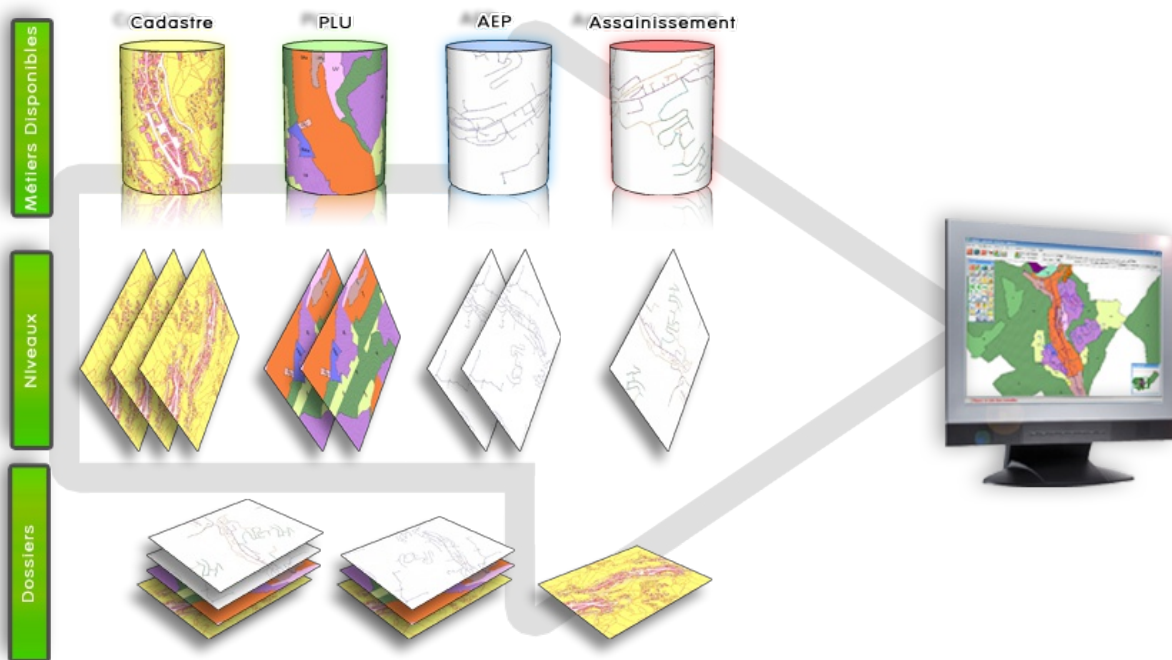 Cadastre
PLU
AEP
Assainissement
Métiers Disponibles
Niveaux
Dossiers